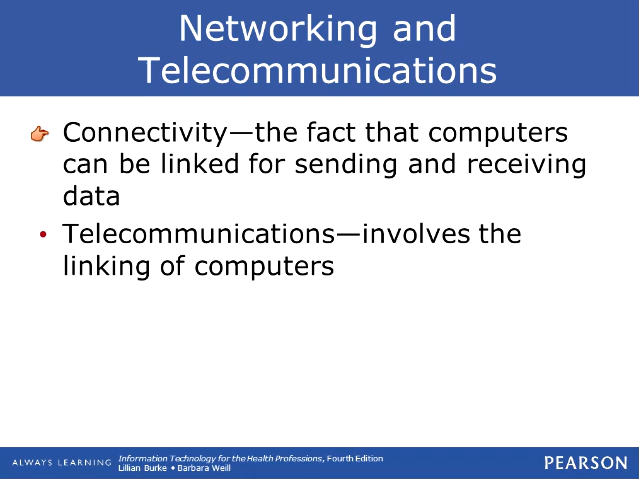 Networking and
Telecommunications
Connectivity—the fact that computers
can be linked for sending and receiving
data
• Telecommunications—involves the
linking of computers
ALWAYS LEARNING
Information Technology for the Health Professions, Fourth Edition
Lillian Burke ♦ Barbara Weill
PEARSON